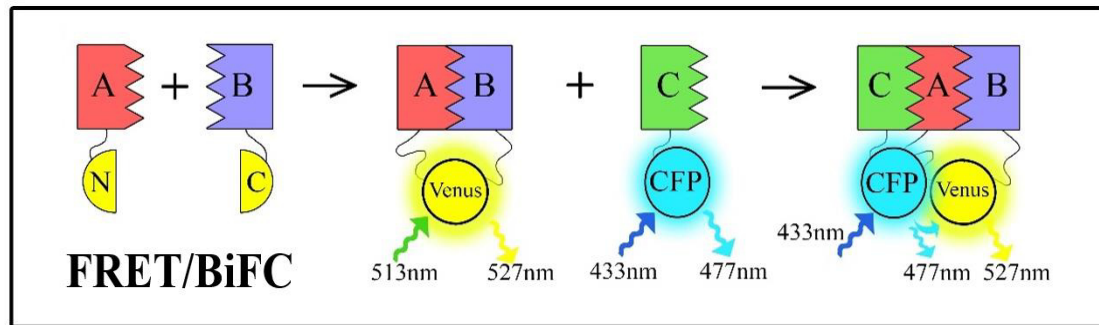 A + B → A B + C → C A B
N C Venus CFP CFP Venus
513nm 527nm 433nm 477nm 433nm 477nm 527nm
FRET/BiFC